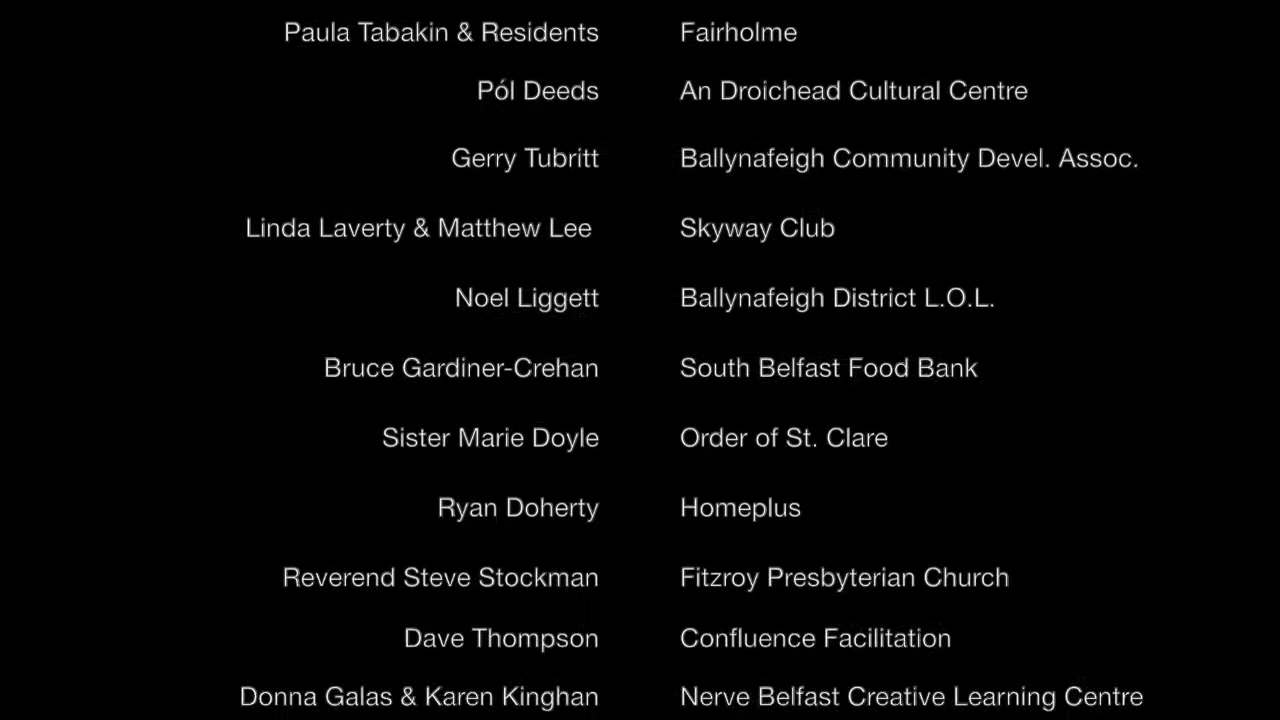 Paula Tabakin & Residents Fairholme
Pól Deeds An Droichead Cultural Centre
Gerry Tubritt Ballynafeigh Community Devel. Assoc.
Linda Laverty & Matthew Lee Skyway Club
Noel Liggett Ballynafeigh District L.O.L.
Bruce Gardiner-Crehan South Belfast Food Bank
Sister Marie Doyle Order of St. Clare
Ryan Doherty Homeplus
Reverend Steve Stockman Fitzroy Presbyterian Church
Dave Thompson Confluence Facilitation
Donna Galas & Karen Kinghan Nerve Belfast Creative Learning Centre